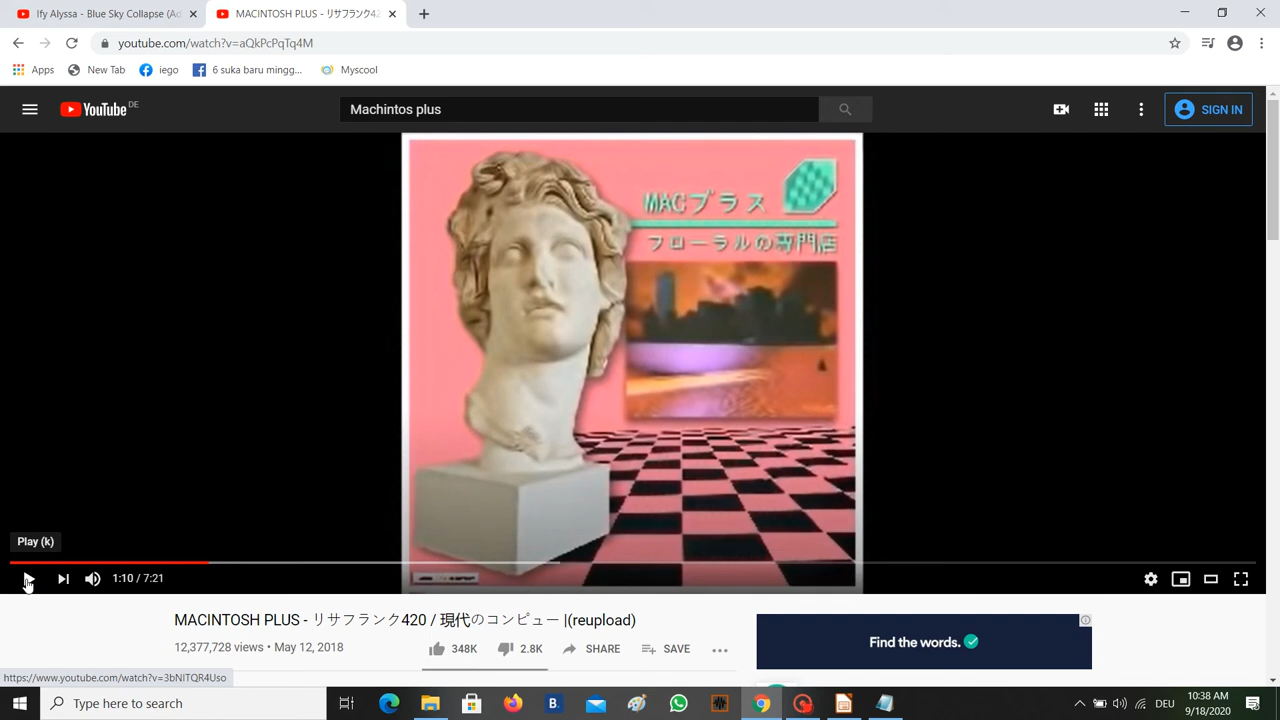 Ify Alyssa - Blue Sky Collapse (Ad
MACINTOSH PLUS - リサフランク42
youtube.com/watch?v=aQkPcPqTq4M
Apps
New Tab
iego
6 suka baru mingg...
Myscool
YouTube DE
Machintos plus
SIGN IN
MACプラス
フローラルの専門店
Play (k)
1:10 / 7:21
MACINTOSH PLUS - リサフランク420 / 現代のコンピュー |(reupload)
12,377,728 views • May 12, 2018
348K
2.8K
SHARE
SAVE
Find the words.
https://www.youtube.com/watch?v=3bNITQR4Uso
Type here to search
DEU
10:38 AM
9/18/2020